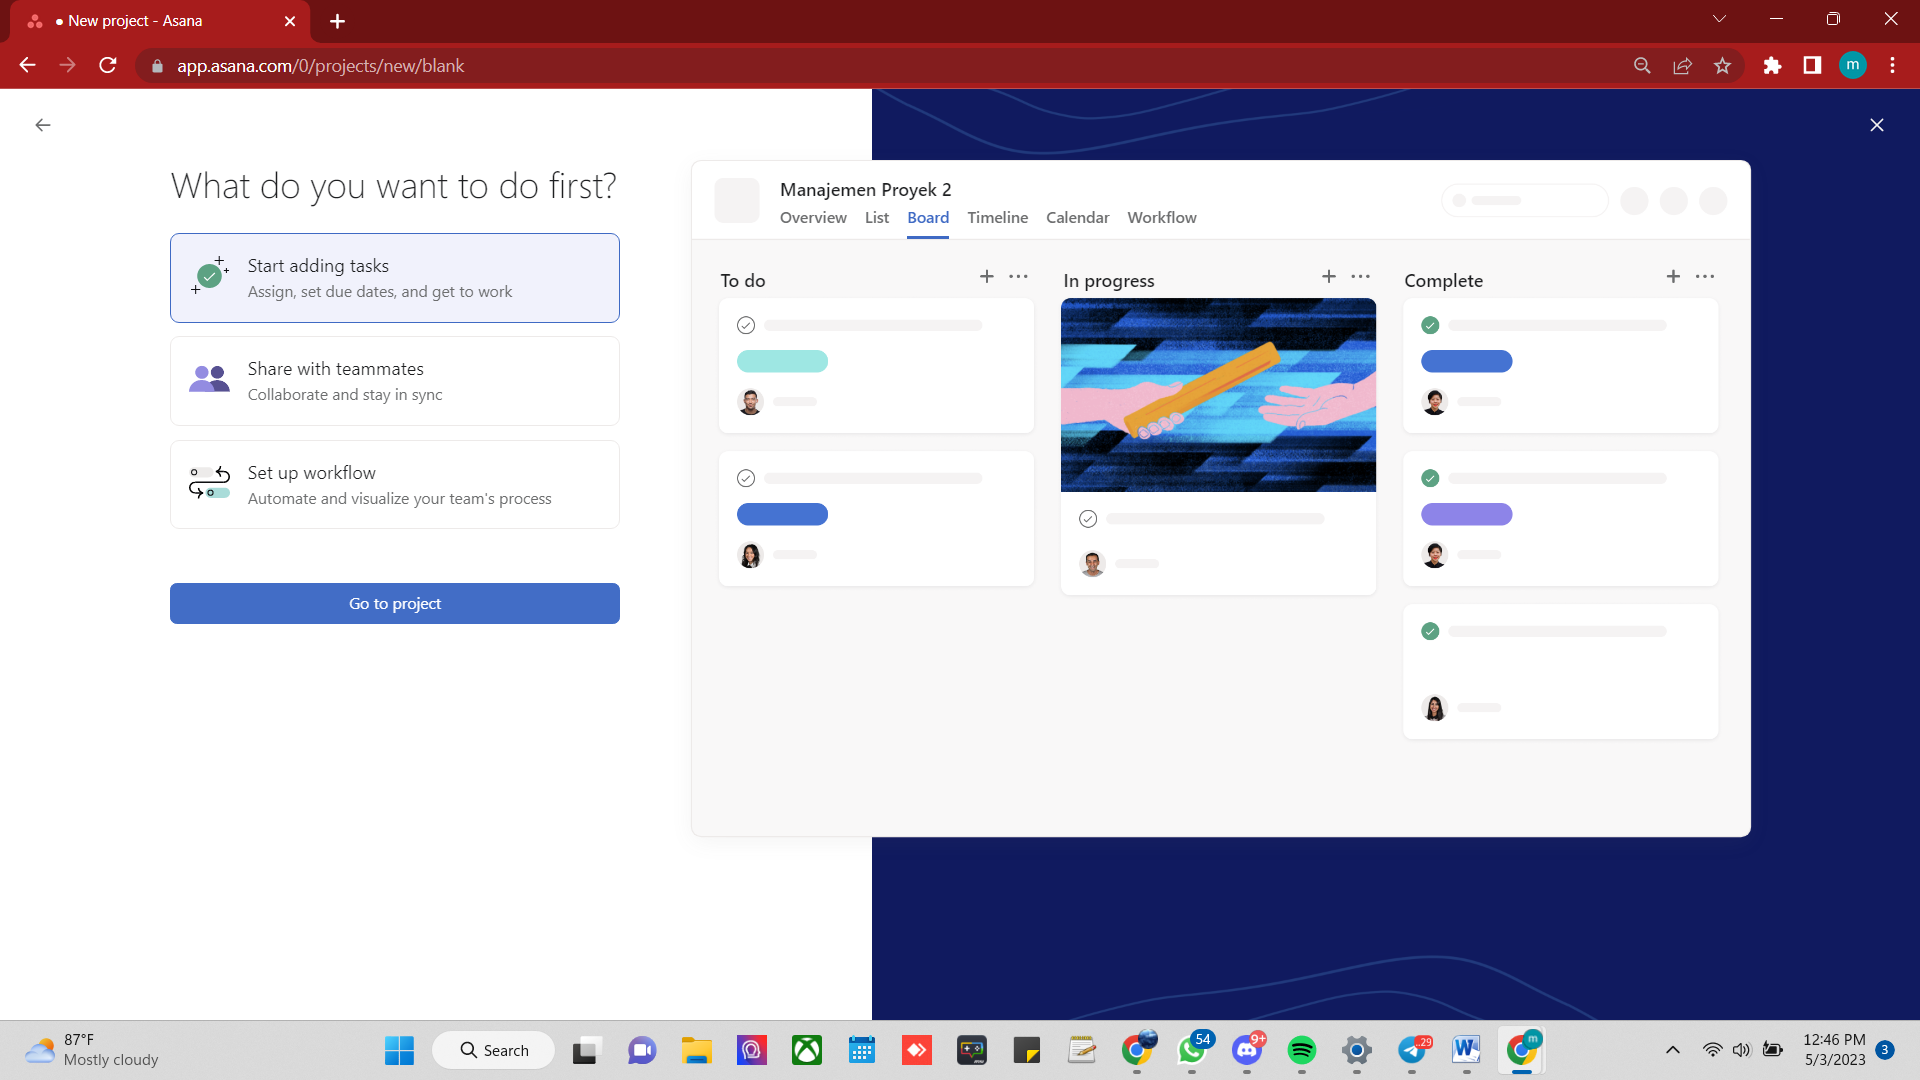 ● New project - Asana
app.asana.com/0/projects/new/blank
m
What do you want to do first?
Start adding tasks
Assign, set due dates, and get to work
Share with teammates
Collaborate and stay in sync
Set up workflow
Automate and visualize your team's process
Go to project
Manajemen Proyek 2
Overview List Board Timeline Calendar Workflow
To do
In progress
Complete
87°F
Mostly cloudy
Search
54
9+
..29
W
m
12:46 PM
5/3/2023
3